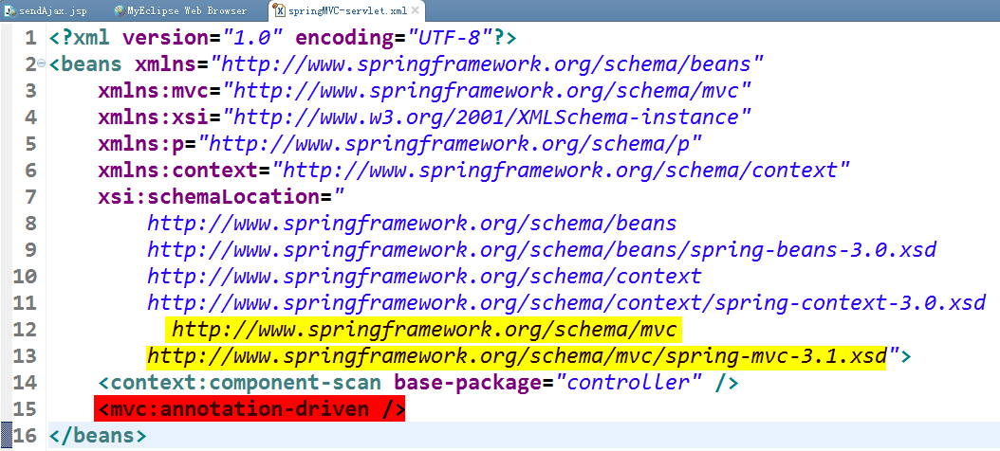 sendAjax.jsp MyEclipse Web Browser springMVC-servlet.xml
1 <?xml version="1.0" encoding="UTF-8"?>
2 <beans xmlns="http://www.springframework.org/schema/beans"
3 xmlns:mvc="http://www.springframework.org/schema/mvc"
4 xmlns:xsi="http://www.w3.org/2001/XMLSchema-instance"
5 xmlns:p="http://www.springframework.org/schema/p"
6 xmlns:context="http://www.springframework.org/schema/context"
7 xsi:schemaLocation="
8 http://www.springframework.org/schema/beans
9 http://www.springframework.org/schema/beans/spring-beans-3.0.xsd
10 http://www.springframework.org/schema/context
11 http://www.springframework.org/schema/context/spring-context-3.0.xsd
12 http://www.springframework.org/schema/mvc
13 http://www.springframework.org/schema/mvc/spring-mvc-3.1.xsd">
14 <context:component-scan base-package="controller" />
15 <mvc:annotation-driven />
16 </beans>